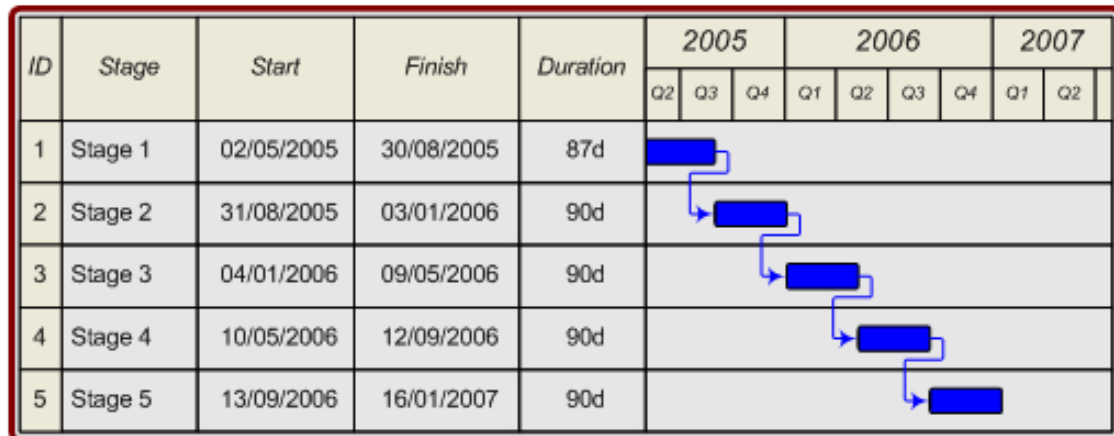 ID Stage Start Finish Duration 2005 2006 2007
Q2 Q3 Q4 Q1 Q2 Q3 Q4 Q1 Q2
1 Stage 1 02/05/2005 30/08/2005 87d
2 Stage 2 31/08/2005 03/01/2006 90d
3 Stage 3 04/01/2006 09/05/2006 90d
4 Stage 4 10/05/2006 12/09/2006 90d
5 Stage 5 13/09/2006 16/01/2007 90d